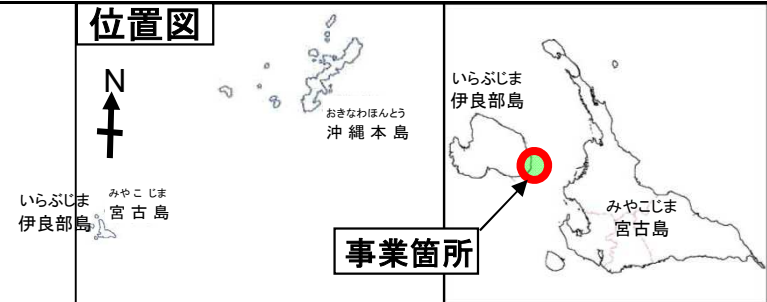 位置図
N
おきなわほんとう
沖縄本島
いらぶじま
伊良部島
みやこ じま
宮古島
いらぶじま
伊良部島
みやこじま
宮古島
事業箇所